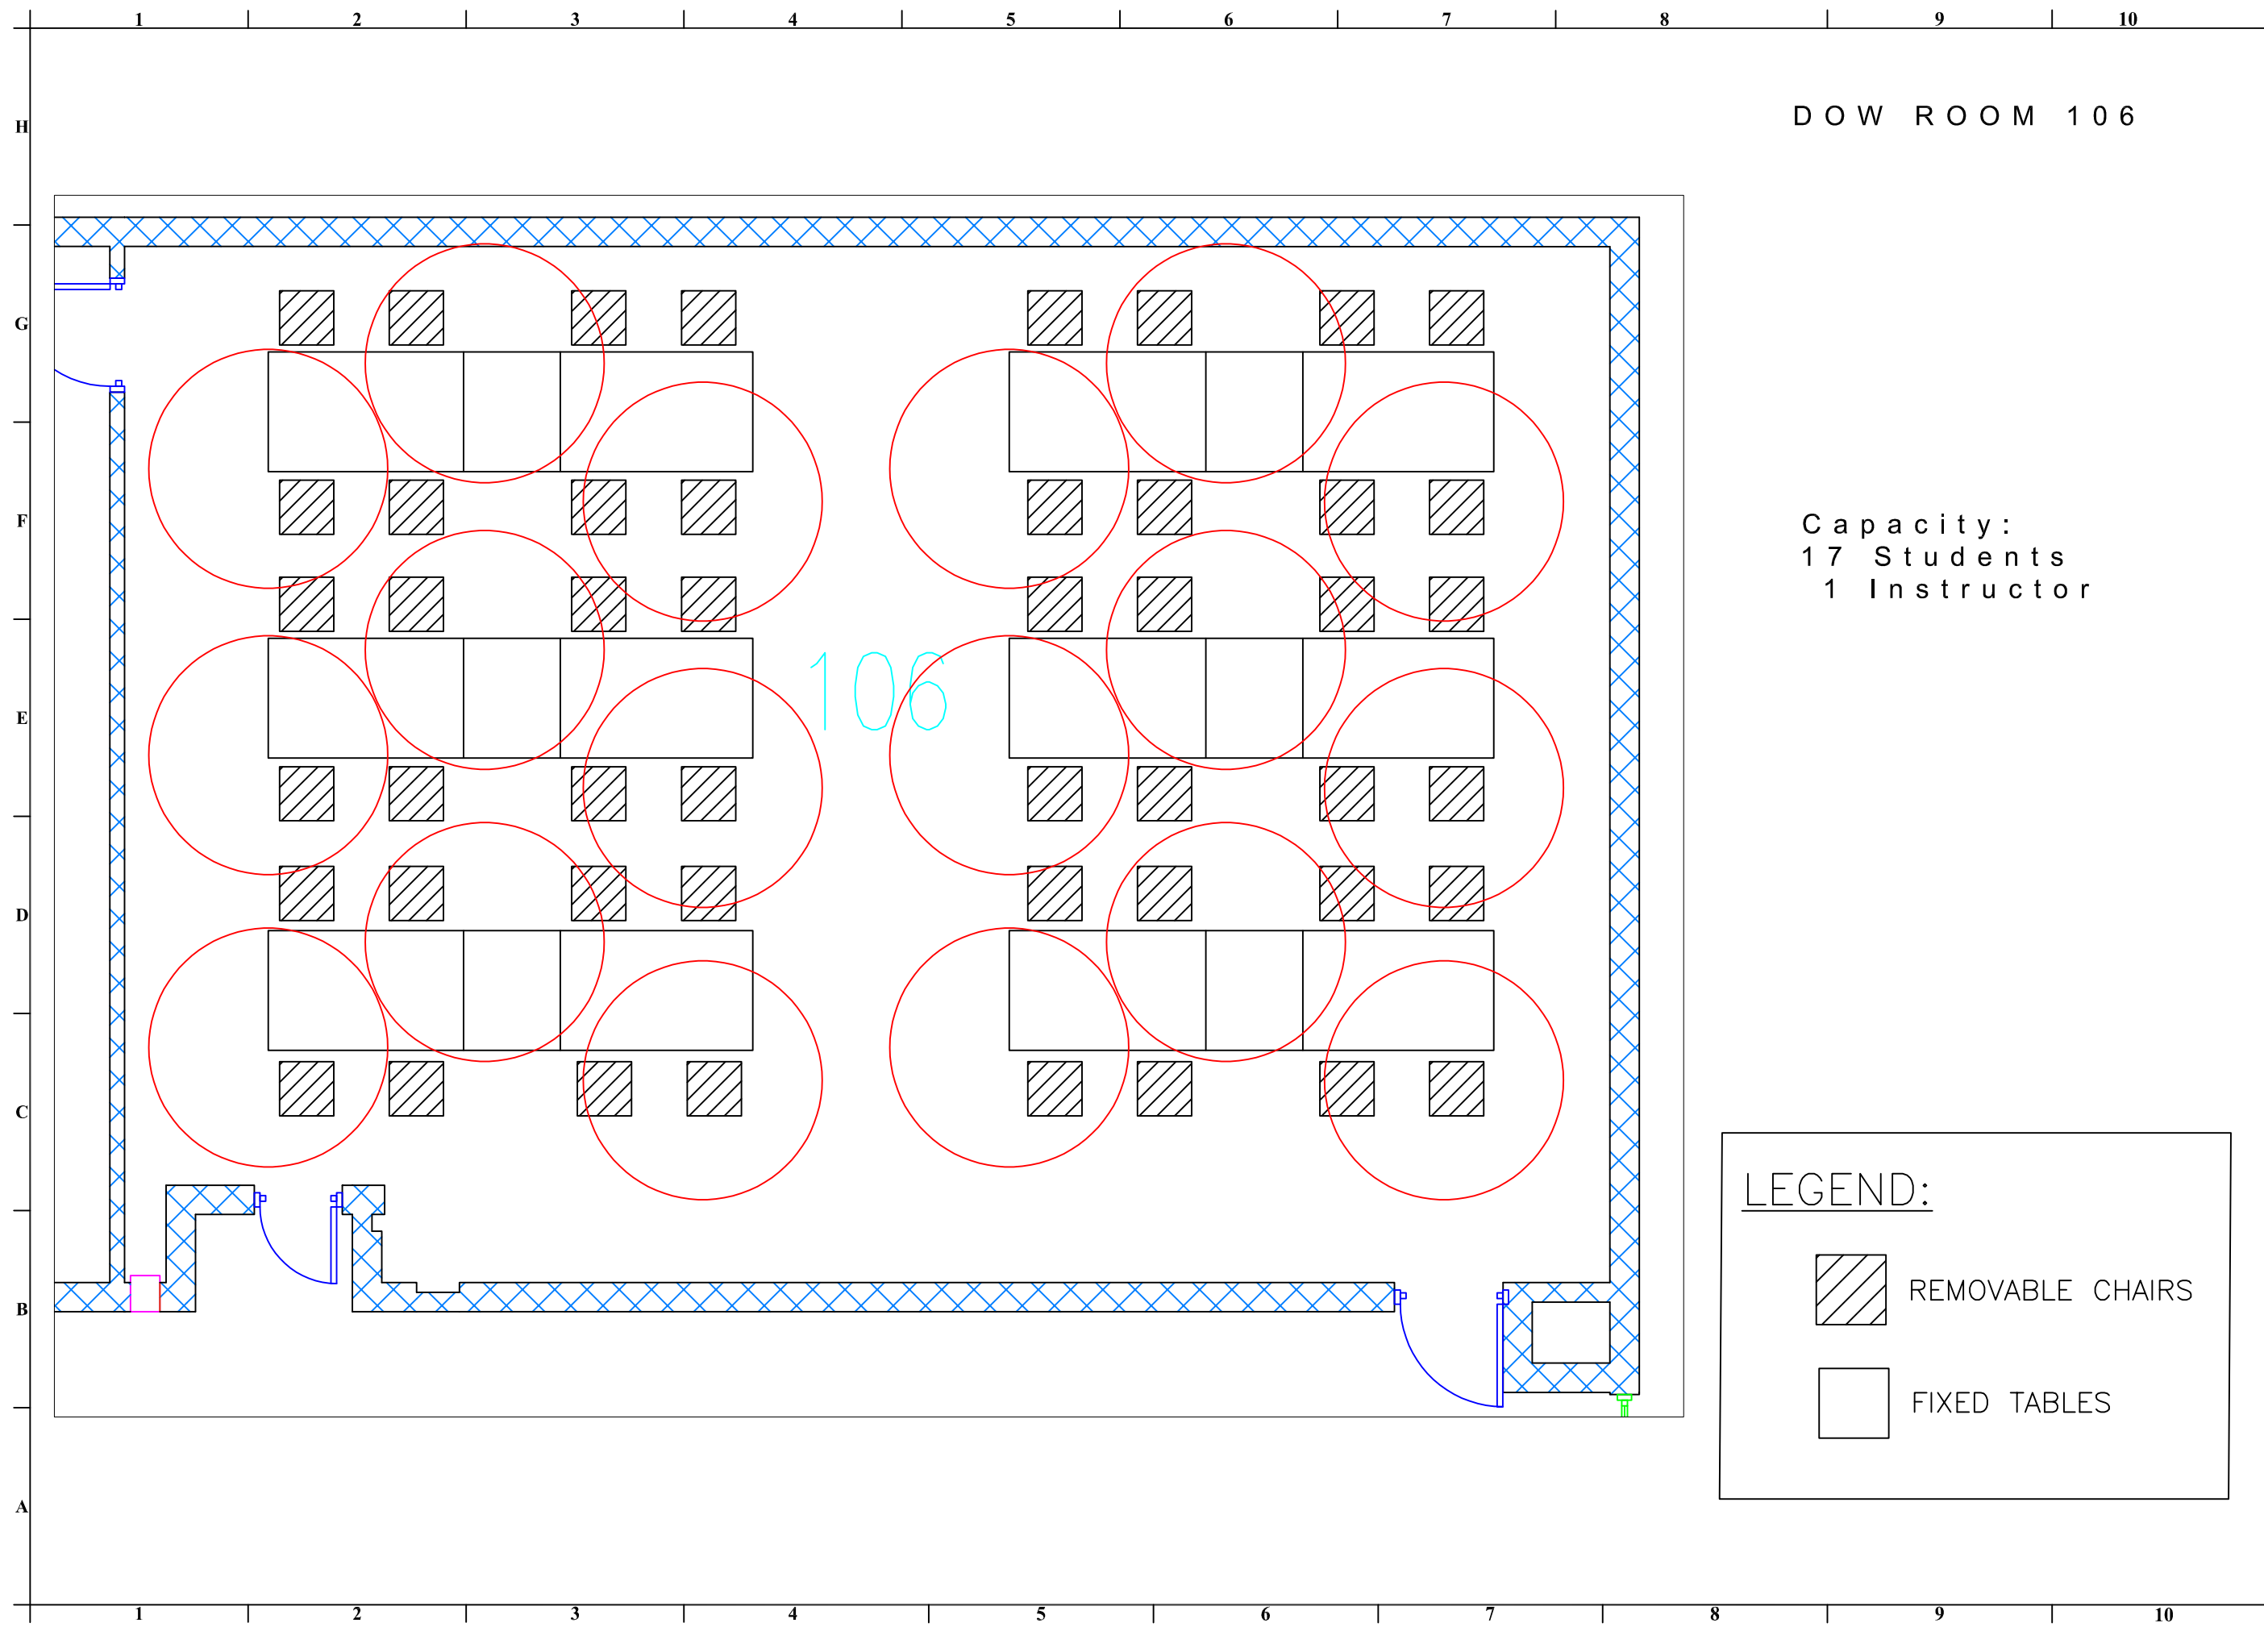 1 2 3 4 5 6 7 8 9 10
H
DOW ROOM 106
G
F
Capacity:
17 Students
1 Instructor
106
E
D
C
LEGEND:
B
REMOVABLE CHAIRS
FIXED TABLES
A
1 2 3 4 5 6 7 8 9 10